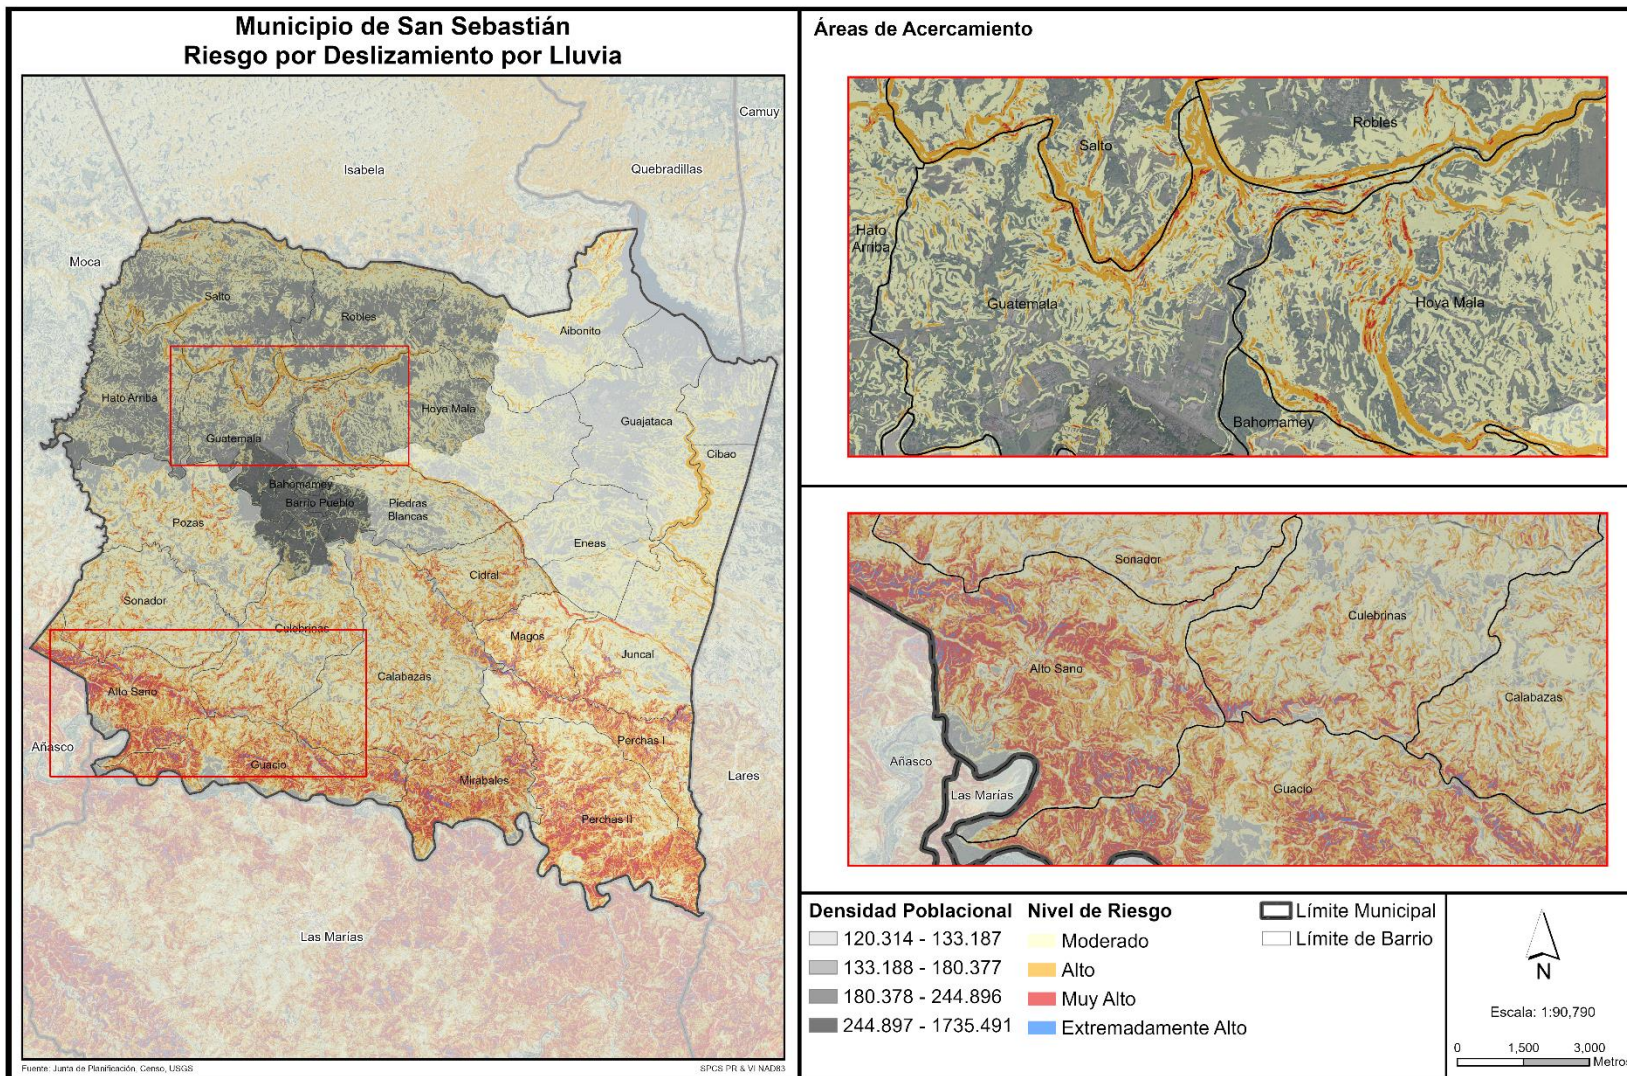 Municipio de San Sebastián
Riesgo por Deslizamiento por Lluvia
Camuy
Isabela
Quebradillas
Moca
Salto
Robles
Aibonito
Hato Arriba
Hoya Mala
Guajataca
Guatemala
Cibao
Bahomamey
Barrio Pueblo
Piedras
Blancas
Pozas
Eneas
Cidral
Sonador
Culebrinas
Magos
Juncal
Calabazas
Alto Sano
Perchas I
Añasco
Guacio
Mirabales
Lares
Perchas II
Las Marías
Fuente: Junta de Planificación, Censo, USGS
SPCS PR & VI NAD83
Áreas de Acercamiento
Robles
Salto
Hato
Arriba
Guatemala
Hoya Mala
Bahomamey
Sonador
Culebrinas
Alto Sano
Calabazas
Añasco
Las Marías
Guacio
Densidad Poblacional
120.314 - 133.187
133.188 - 180.377
180.378 - 244.896
244.897 - 1735.491
Nivel de Riesgo
Moderado
Alto
Muy Alto
Extremadamente Alto
Límite Municipal
Límite de Barrio
N
Escala: 1:90,790
0 1,500 3,000
Metros